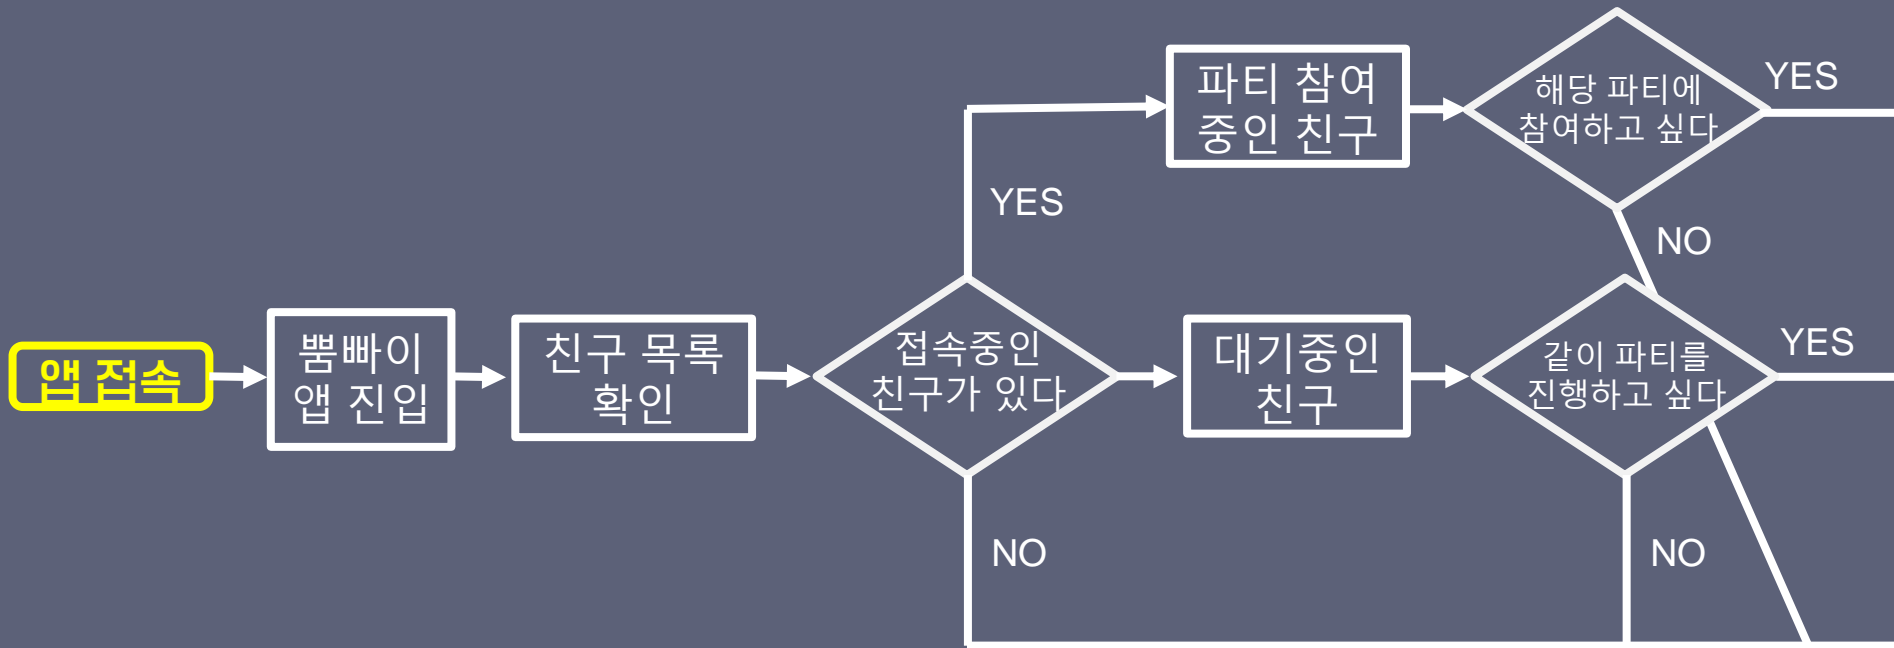 앱 접속
뿜빠이
앱 진입
친구 목록
확인
접속중인
친구가 있다
YES
NO
파티 참여
중인 친구
해당 파티에
참여하고 싶다
YES
NO
대기중인
친구
같이 파티를
진행하고 싶다
YES
NO